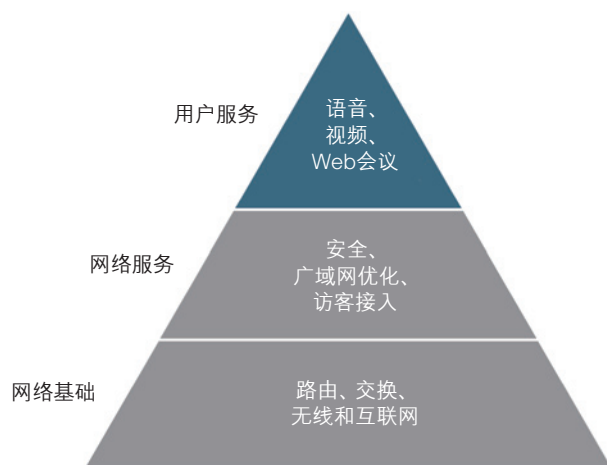 用户服务
语音、
视频、
Web会议
网络服务
安全、
广域网优化、
访客接入
网络基础
路由、交换、
无线和互联网